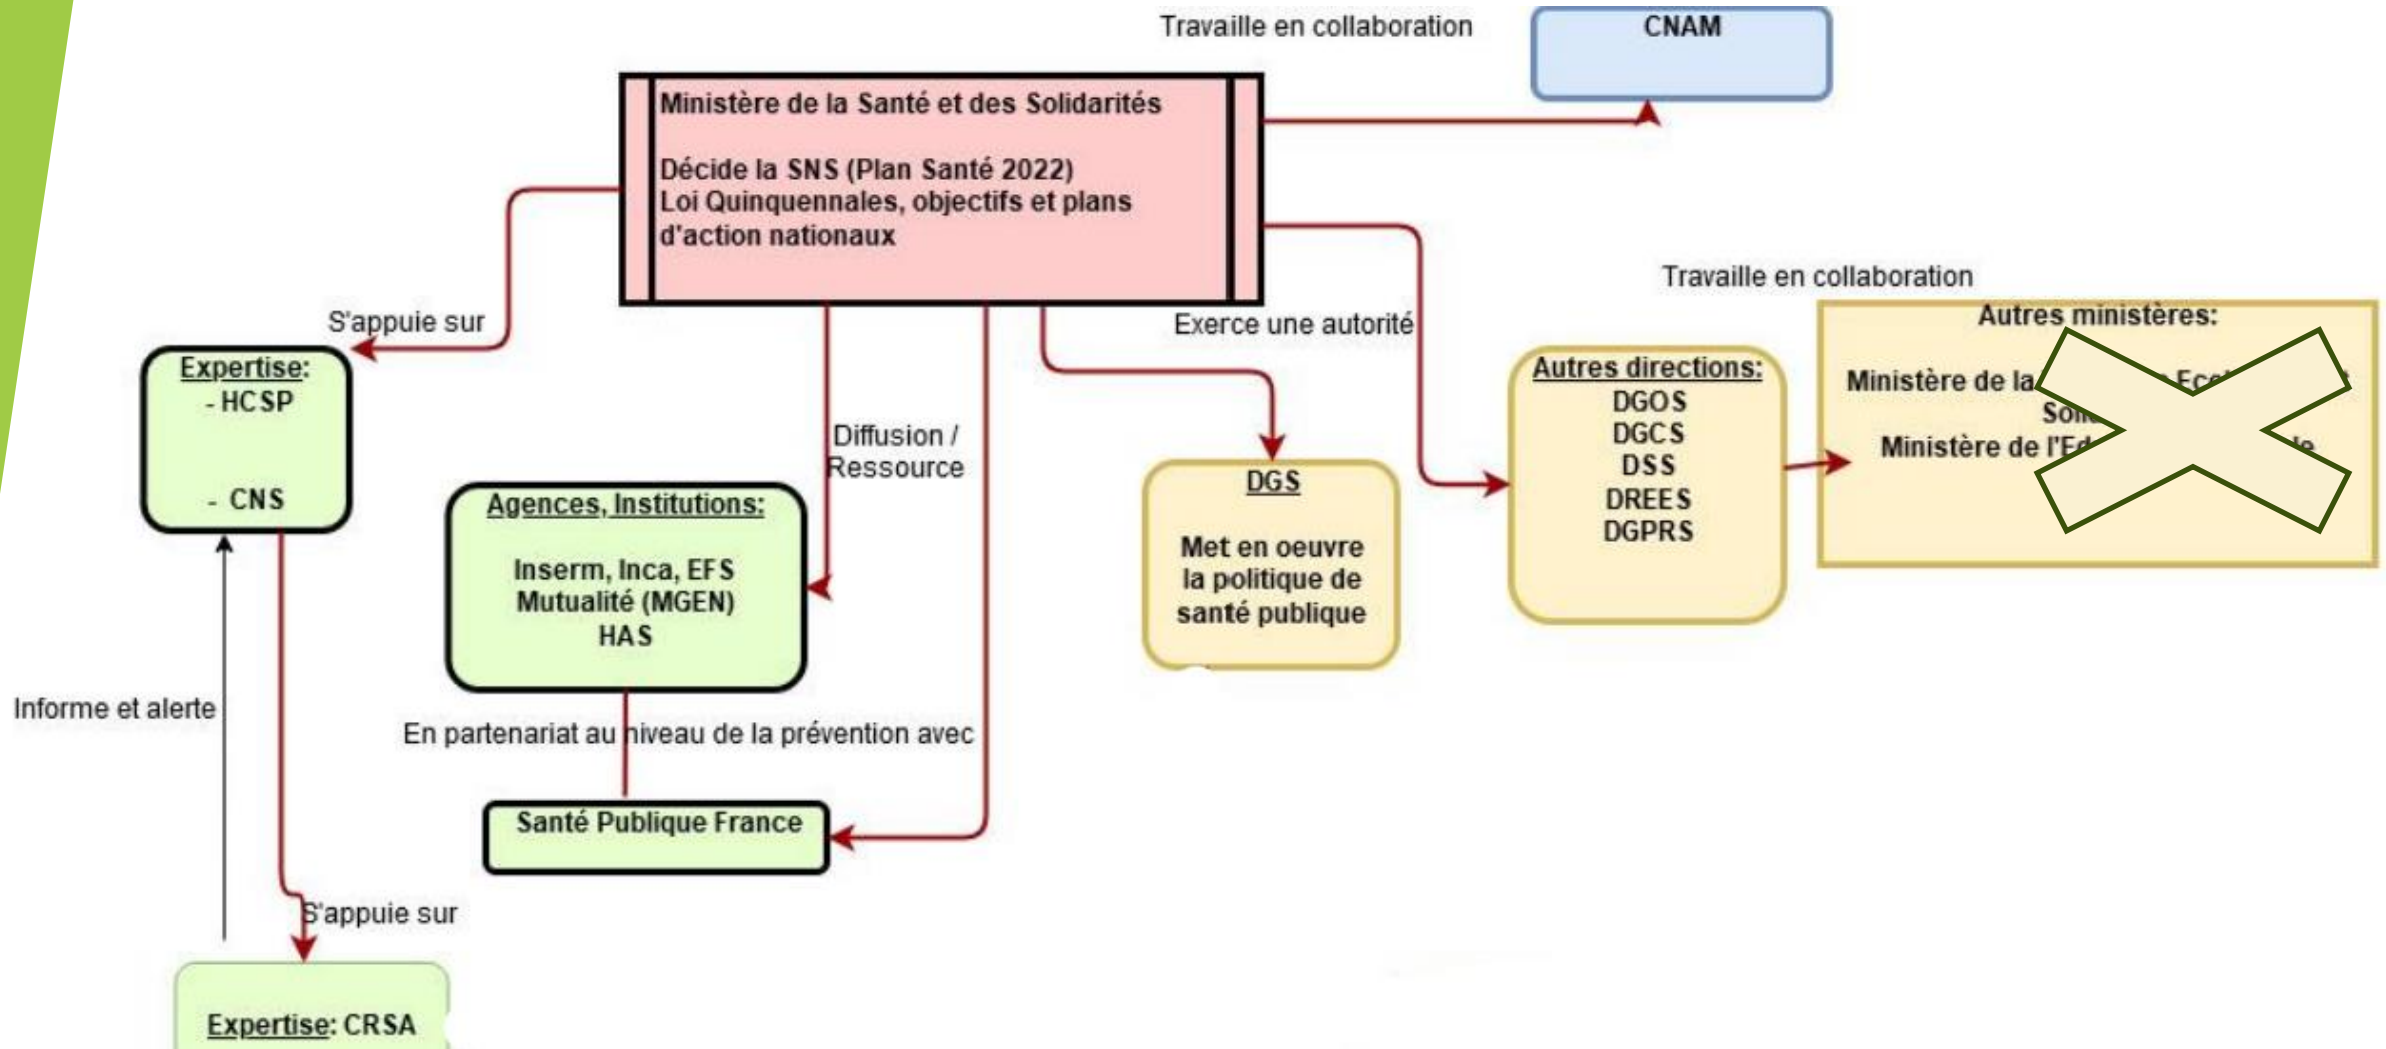 Travaille en collaboration
CNAM
Ministère de la Santé et des Solidarités
Décide la SNS (Plan Santé 2022)
Loi Quinquennales, objectifs et plans
d'action nationaux
Travaille en collaboration
S'appuie sur
Exerce une autorité
Autres ministères:
Ministère de la
Ministère de
Expertise:
- HCSP
- CNS
Autres directions:
DGOS
DGCS
DSS
DREES
DGPRS
Diffusion /
Ressource
DGS
Met en oeuvre
la politique de
santé publique
Agences, Institutions:
Inserm, Inca, EFS
Mutualité (MGEN)
HAS
Informe et alerte
En partenariat au niveau de la prévention avec
Santé Publique France
S'appuie sur
Expertise: CRSA